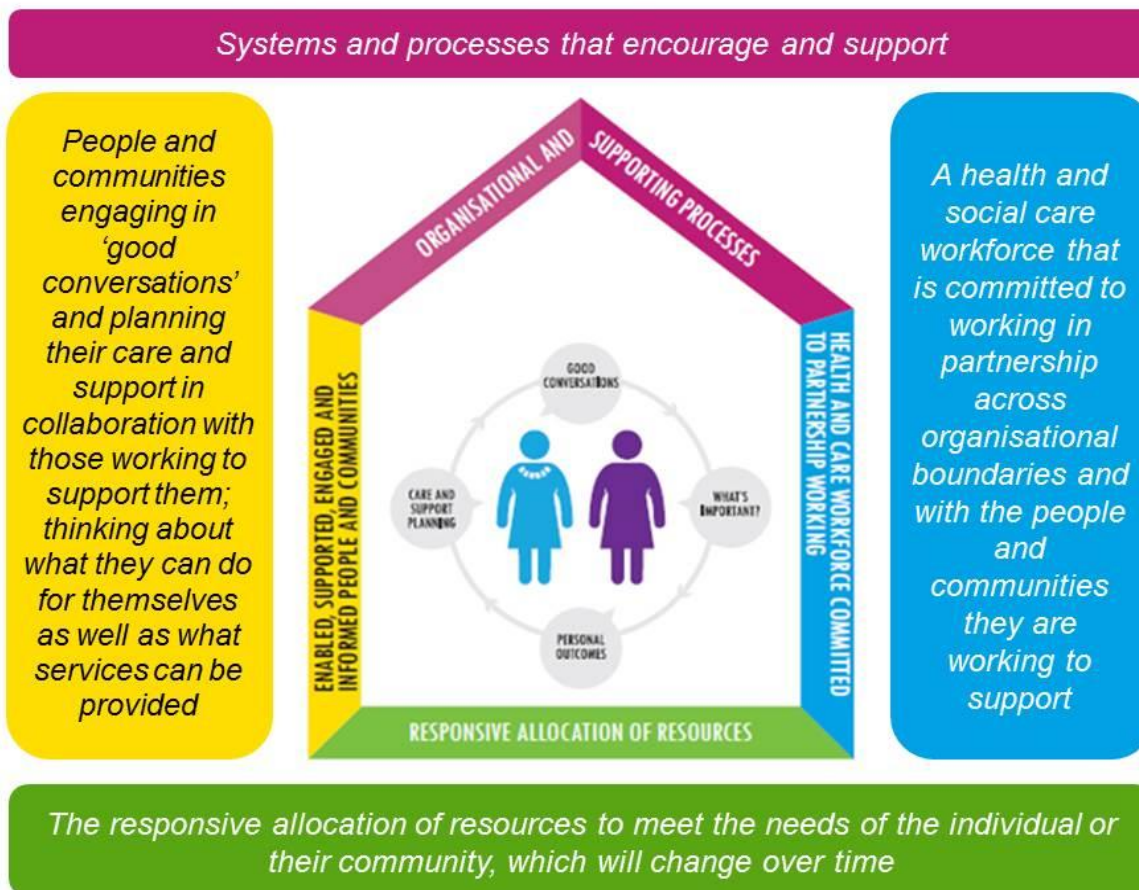 Systems and processes that encourage and support
People and
communities
engaging in
‘good
conversations’
and planning
their care and
support in
collaboration with
those working to
support them;
thinking about
what they can do
for themselves
as well as what
services can be
provided
ORGANISATIONAL AND
SUPPORTING PROCESSES
ENABLED, SUPPORTED, ENGAGED AND
INFORMED PEOPLE AND COMMUNITIES
GOOD
CONVERSATIONS
WHAT'S
IMPORTANT?
PERSONAL
OUTCOMES
CARE AND
SUPPORT
PLANNING
HEALTH AND CARE WORKFORCE COMMITTED
TO PARTNERSHIP WORKING
RESPONSIVE ALLOCATION OF RESOURCES
A health and
social care
workforce that
is committed to
working in
partnership
across
organisational
boundaries and
with the people
and
communities
they are
working to
support
The responsive allocation of resources to meet the needs of the individual or
their community, which will change over time